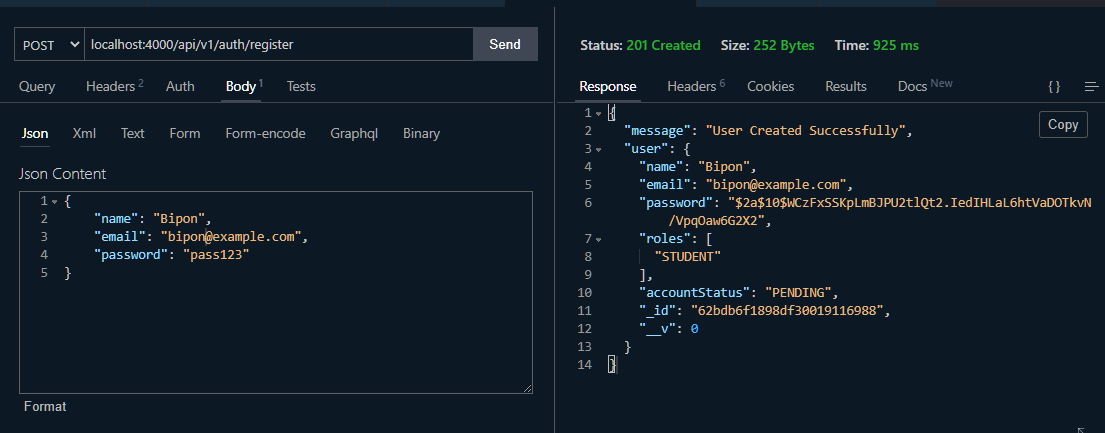 POST localhost:4000/api/v1/auth/register Send
Query Headers 2 Auth Body 1 Tests
Json Xml Text Form Form-encode Graphql Binary
Json Content
1 {
2 "name": "Bipon",
3 "email": "bipon@example.com",
4 "password": "pass123"
5 }
Format
Status: 201 Created Size: 252 Bytes Time: 925 ms
Response Headers 6 Cookies Results Docs New { }
Copy
1 {
2 "message": "User Created Successfully",
3 "user": {
4 "name": "Bipon",
5 "email": "bipon@example.com",
6 "password": "$2a$10$WCzFxSSKpLmBJPU2tlQt2.IedIHLaL6htVaDOTkvN
/VpqOaw6G2X2",
7 "roles": [
8 "STUDENT"
9 ],
10 "accountStatus": "PENDING",
11 "_id": "62bdb6f1898df30019116988",
12 "__v": 0
13 }
14 }